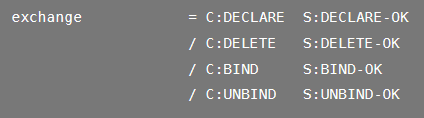 exchange = C:DECLARE S:DECLARE-OK
/ C:DELETE S:DELETE-OK
/ C:BIND S:BIND-OK
/ C:UNBIND S:UNBIND-OK